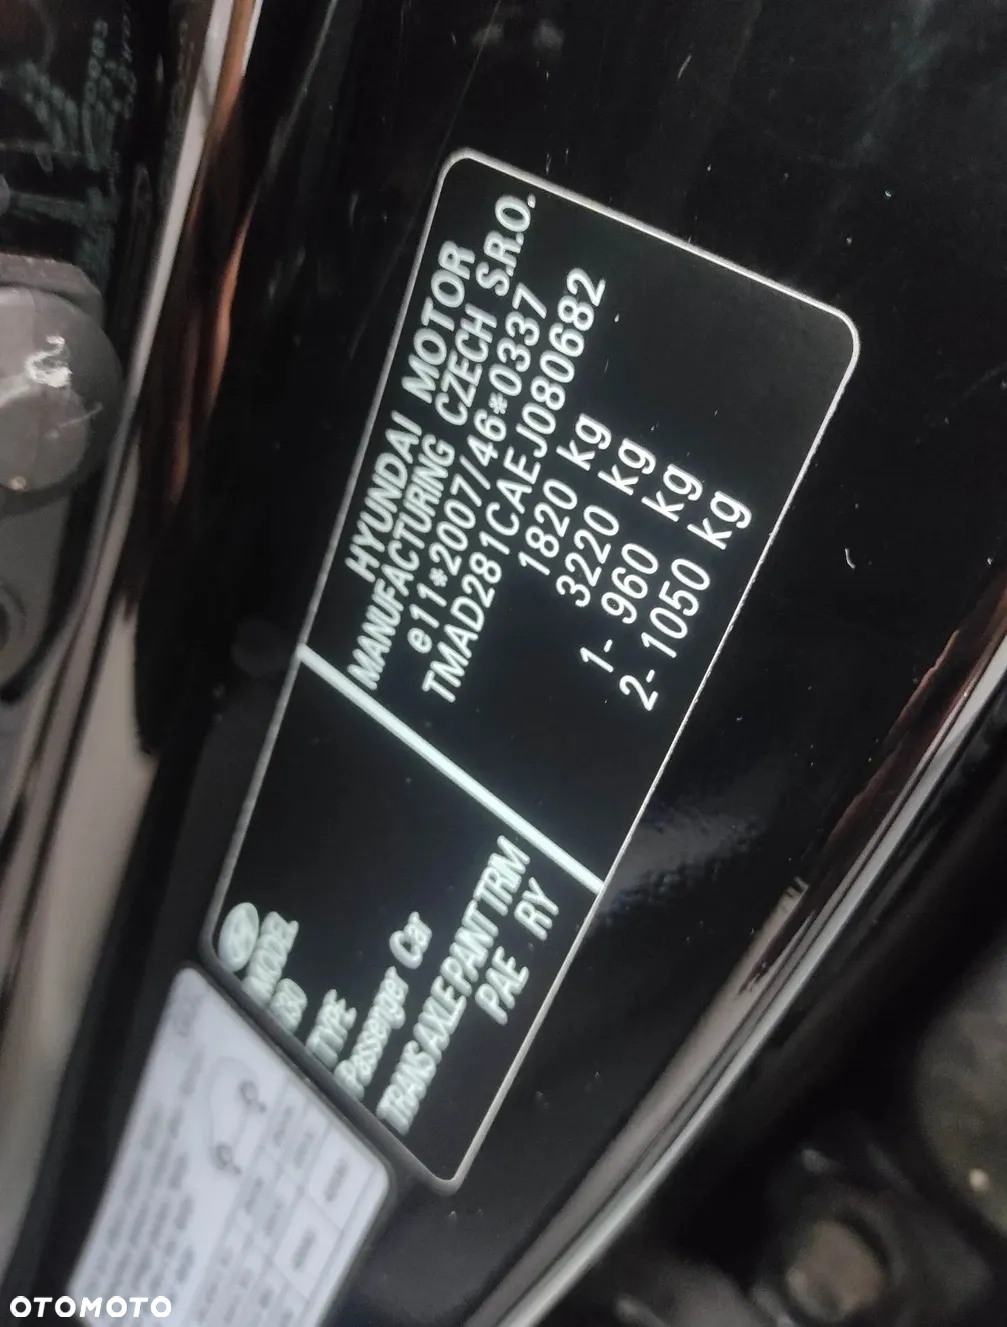 HYUNDAI MOTOR
MANUFACTURING CZECH S.R.O.
e11*2007/46*0337
TMAD281CAEJ080682
1820 kg
3220 kg
1- 960 kg
2- 1050 kg
MODEL
TYPE
Passenger Car
TRANS AXLE PAINT TRIM
PAE RY
OTOMOTO